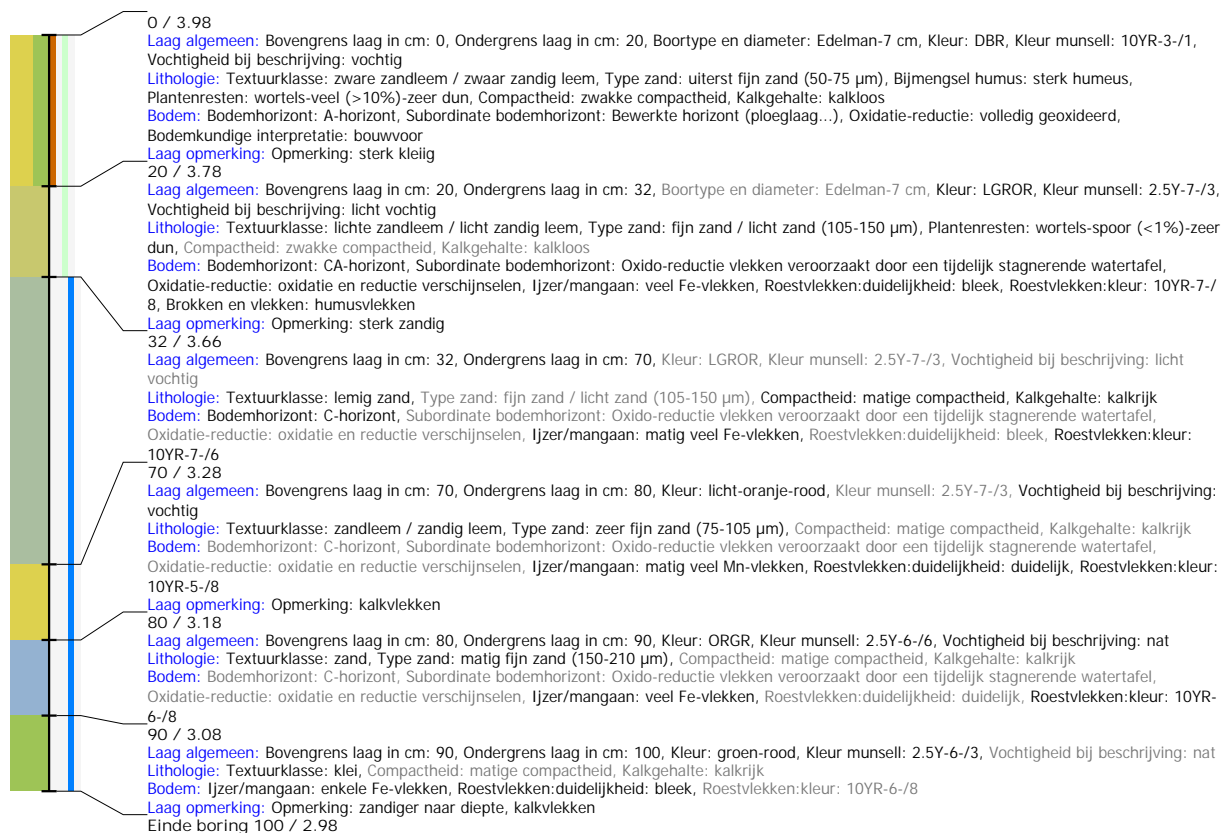 0 / 3.98
Laag algemeen: Bovengrens laag in cm: 0, Ondergrens laag in cm: 20, Boortype en diameter: Edelman-7 cm, Kleur: DBR, Kleur munsell: 10YR-3-/1,
Vochtigheid bij beschrijving: vochtig
Lithologie: Textuurklasse: zware zandleem / zwaar zandig leem, Type zand: uiterst fijn zand (50-75 µm), Bijmengsel humus: sterk humeus,
Plantenresten: wortels-veel (>10%)-zeer dun, Compactheid: zwakke compactheid, Kalkgehalte: kalkloos
Bodem: Bodemhorizont: A-horizont, Subordinate bodemhorizont: Bewerkte horizont (ploeglaag...), Oxidatie-reductie: volledig geoxideerd,
Bodemkundige interpretatie: bouwvoor
Laag opmerking: Opmerking: sterk kleiig
20 / 3.78
Laag algemeen: Bovengrens laag in cm: 20, Ondergrens laag in cm: 32, Boortype en diameter: Edelman-7 cm, Kleur: LGROR, Kleur munsell: 2.5Y-7-/3,
Vochtigheid bij beschrijving: licht vochtig
Lithologie: Textuurklasse: lichte zandleem / licht zandig leem, Type zand: fijn zand / licht zand (105-150 µm), Plantenresten: wortels-spoor (<1%)-zeer
dun, Compactheid: zwakke compactheid, Kalkgehalte: kalkloos
Bodem: Bodemhorizont: CA-horizont, Subordinate bodemhorizont: Oxido-reductie vlekken veroorzaakt door een tijdelijk stagnerende watertafel,
Oxidatie-reductie: oxidatie en reductie verschijnselen, Ijzer/mangaan: veel Fe-vlekken, Roestvlekken:duidelijkheid: bleek, Roestvlekken:kleur: 10YR-7-/
8, Brokken en vlekken: humusvlekken
Laag opmerking: Opmerking: sterk zandig
32 / 3.66
Laag algemeen: Bovengrens laag in cm: 32, Ondergrens laag in cm: 70, Kleur: LGROR, Kleur munsell: 2.5Y-7-/3, Vochtigheid bij beschrijving: licht
vochtig
Lithologie: Textuurklasse: lemig zand, Type zand: fijn zand / licht zand (105-150 µm), Compactheid: matige compactheid, Kalkgehalte: kalkrijk
Bodem: Bodemhorizont: C-horizont, Subordinate bodemhorizont: Oxido-reductie vlekken veroorzaakt door een tijdelijk stagnerende watertafel,
Oxidatie-reductie: oxidatie en reductie verschijnselen, Ijzer/mangaan: matig veel Fe-vlekken, Roestvlekken:duidelijkheid: bleek, Roestvlekken:kleur:
10YR-7-/6
70 / 3.28
Laag algemeen: Bovengrens laag in cm: 70, Ondergrens laag in cm: 80, Kleur: licht-oranje-rood, Kleur munsell: 2.5Y-7-/3, Vochtigheid bij beschrijving:
vochtig
Lithologie: Textuurklasse: zandleem / zandig leem, Type zand: zeer fijn zand (75-105 µm), Compactheid: matige compactheid, Kalkgehalte: kalkrijk
Bodem: Bodemhorizont: C-horizont, Subordinate bodemhorizont: Oxido-reductie vlekken veroorzaakt door een tijdelijk stagnerende watertafel,
Oxidatie-reductie: oxidatie en reductie verschijnselen, Ijzer/mangaan: matig veel Mn-vlekken, Roestvlekken:duidelijkheid: duidelijk, Roestvlekken:kleur:
10YR-5-/8
Laag opmerking: Opmerking: kalkvlekken
80 / 3.18
Laag algemeen: Bovengrens laag in cm: 80, Ondergrens laag in cm: 90, Kleur: ORGR, Kleur munsell: 2.5Y-6-/6, Vochtigheid bij beschrijving: nat
Lithologie: Textuurklasse: zand, Type zand: matig fijn zand (150-210 µm), Compactheid: matige compactheid, Kalkgehalte: kalkrijk
Bodem: Bodemhorizont: C-horizont, Subordinate bodemhorizont: Oxido-reductie vlekken veroorzaakt door een tijdelijk stagnerende watertafel,
Oxidatie-reductie: oxidatie en reductie verschijnselen, Ijzer/mangaan: veel Fe-vlekken, Roestvlekken:duidelijkheid: duidelijk, Roestvlekken:kleur: 10YR-
6-/8
90 / 3.08
Laag algemeen: Bovengrens laag in cm: 90, Ondergrens laag in cm: 100, Kleur: groen-rood, Kleur munsell: 2.5Y-6-/3, Vochtigheid bij beschrijving: nat
Lithologie: Textuurklasse: klei, Compactheid: matige compactheid, Kalkgehalte: kalkrijk
Bodem: Ijzer/mangaan: enkele Fe-vlekken, Roestvlekken:duidelijkheid: bleek, Roestvlekken:kleur: 10YR-6-/8
Laag opmerking: Opmerking: zandiger naar diepte, kalkvlekken
Einde boring 100 / 2.98